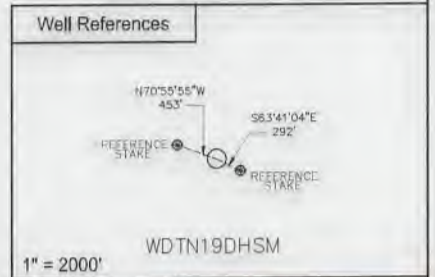 Well References
N70°55'55"W
453'
S63°41'04"E
292'
REFERENCE
STAKE
REFERENCE
STAKE
WDTN19DHSM
1" = 2000'